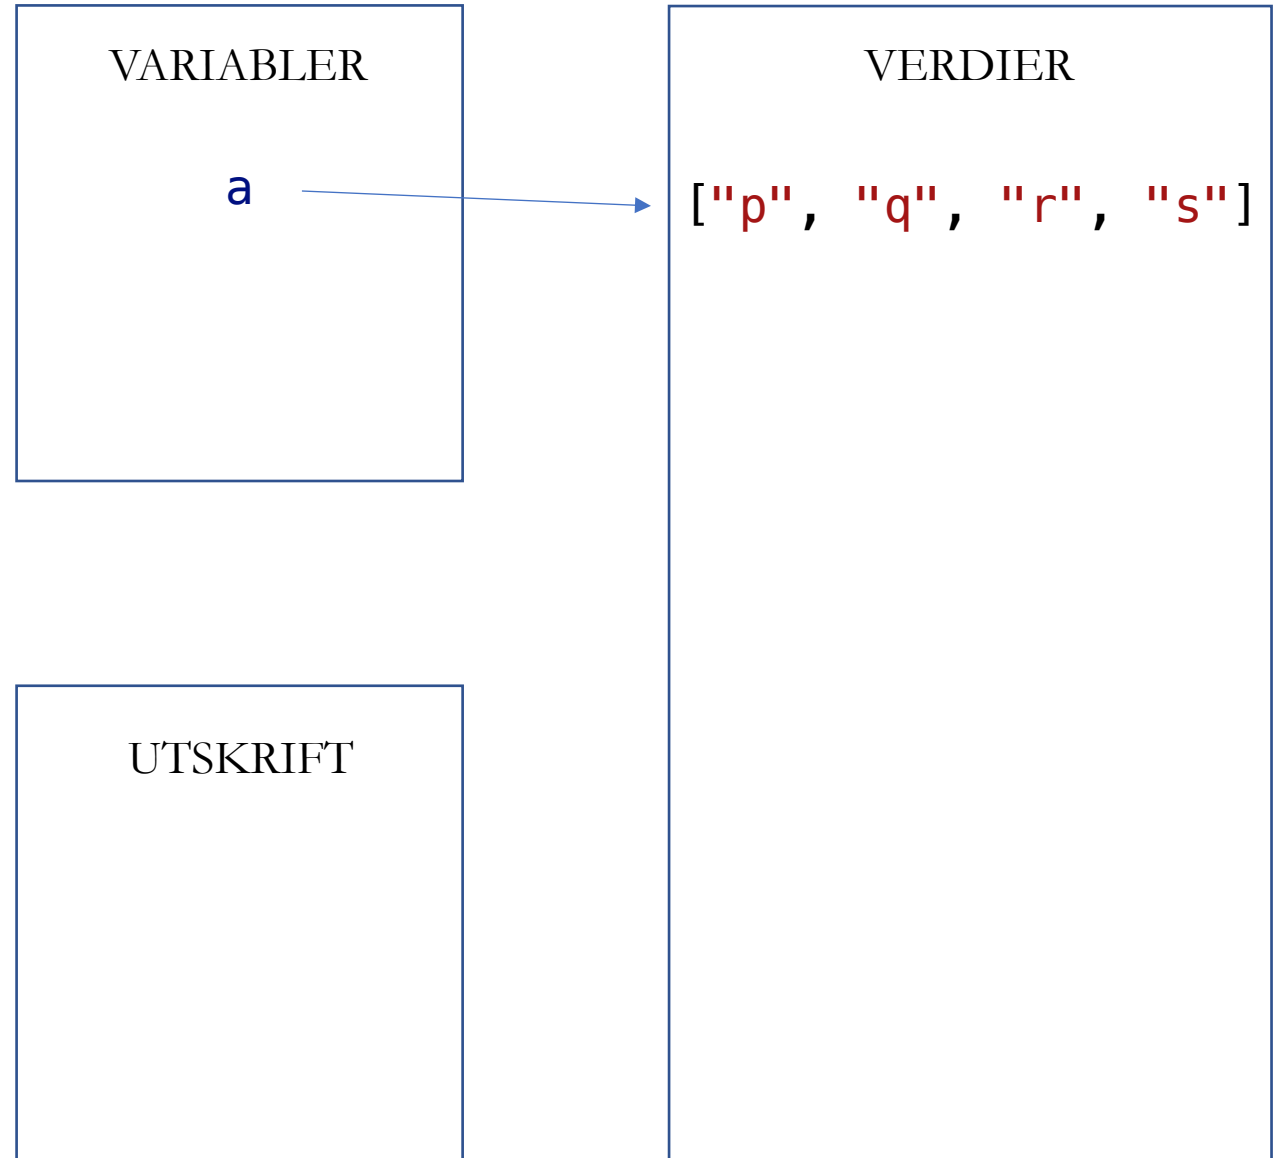 VARIABLER
a
VERDIER
["p", "q", "r", "s"]
UTSKRIFT